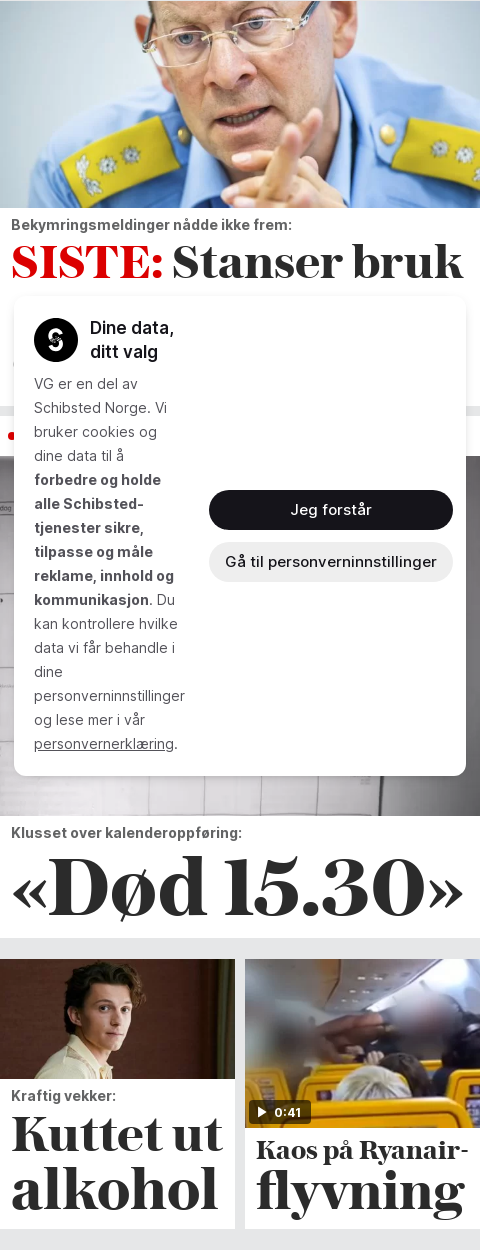 Bekymringsmeldinger nådde ikke frem:
SISTE: Stanser bruk
Dine data,
ditt valg
VG er en del av
Schibsted Norge. Vi
bruker cookies og
dine data til å
forbedre og holde
alle Schibsted-
tjenester sikre,
tilpasse og måle
reklame, innhold og
kommunikasjon. Du
kan kontrollere hvilke
data vi får behandle i
dine
personverninnstillinger
og lese mer i vår
personvernerklæring.
Jeg forstår
Gå til personverninnstillinger
Klusset over kalenderoppføring:
«Død 15.30»
Kraftig vekker:
Kuttet ut
alkohol
0:41
Kaos på Ryanair-
flyvning